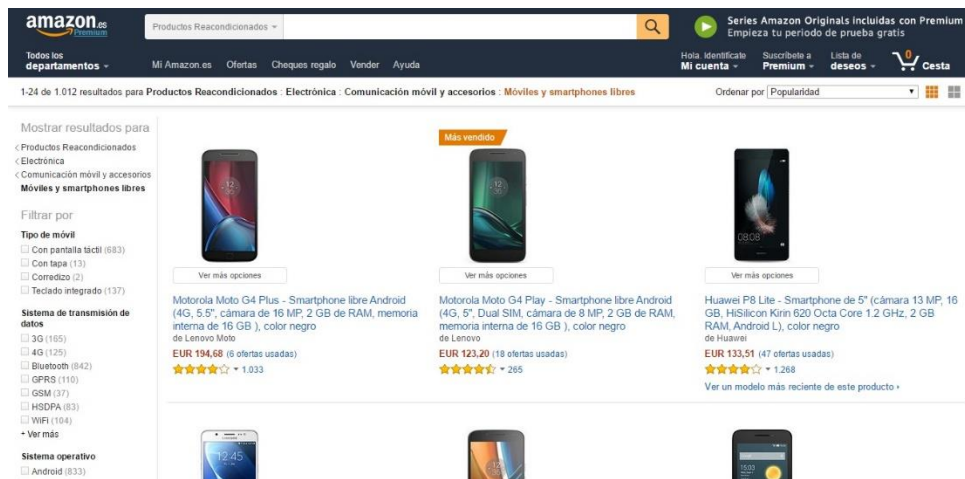 amazon.es
Premium
Productos Reacondicionados
Series Amazon Originals incluidas con Premium
Empieza tu periodo de prueba gratis
Todos los
departamentos
Mi Amazon.es Ofertas Cheques regalo Vender Ayuda
Hola. Identifícate
Mi cuenta
Suscríbete a
Premium
Lista de
deseos
0
Cesta
1-24 de 1.012 resultados para Productos Reacondicionados : Electrónica : Comunicación móvil y accesorios : Móviles y smartphones libres
Ordenar por Popularidad
Mostrar resultados para
< Productos Reacondicionados
< Electrónica
< Comunicación móvil y accesorios
Móviles y smartphones libres
Filtrar por
Tipo de móvil
Con pantalla táctil (683)
Con tapa (13)
Corredizo (2)
Teclado integrado (137)
Sistema de transmisión de
datos
3G (165)
4G (125)
Bluetooth (842)
GPRS (110)
GSM (37)
HSDPA (83)
WiFi (104)
+ Ver más
Sistema operativo
Android (833)
Ver más opciones
Motorola Moto G4 Plus - Smartphone libre Android
(4G, 5.5", cámara de 16 MP, 2 GB de RAM, memoria
interna de 16 GB ), color negro
de Lenovo Moto
EUR 194,68 (6 ofertas usadas)
1.033
Más vendido
Ver más opciones
Motorola Moto G4 Play - Smartphone libre Android
(4G, 5", Dual SIM, cámara de 8 MP, 2 GB de RAM,
memoria interna de 16 GB ), color negro
de Lenovo
EUR 123,20 (18 ofertas usadas)
265
08:08
Ver más opciones
Huawei P8 Lite - Smartphone de 5" (cámara 13 MP, 16
GB, HiSilicon Kirin 620 Octa Core 1.2 GHz, 2 GB
RAM, Android L), color negro
de Huawei
EUR 133,51 (47 ofertas usadas)
1.268
Ver un modelo más reciente de este producto ›
12:45